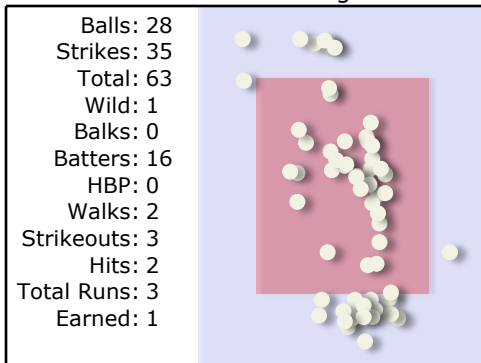 Balls: 28
Strikes: 35
Total: 63
Wild: 1
Balks: 0
Batters: 16
HBP: 0
Walks: 2
Strikeouts: 3
Hits: 2
Total Runs: 3
Earned: 1